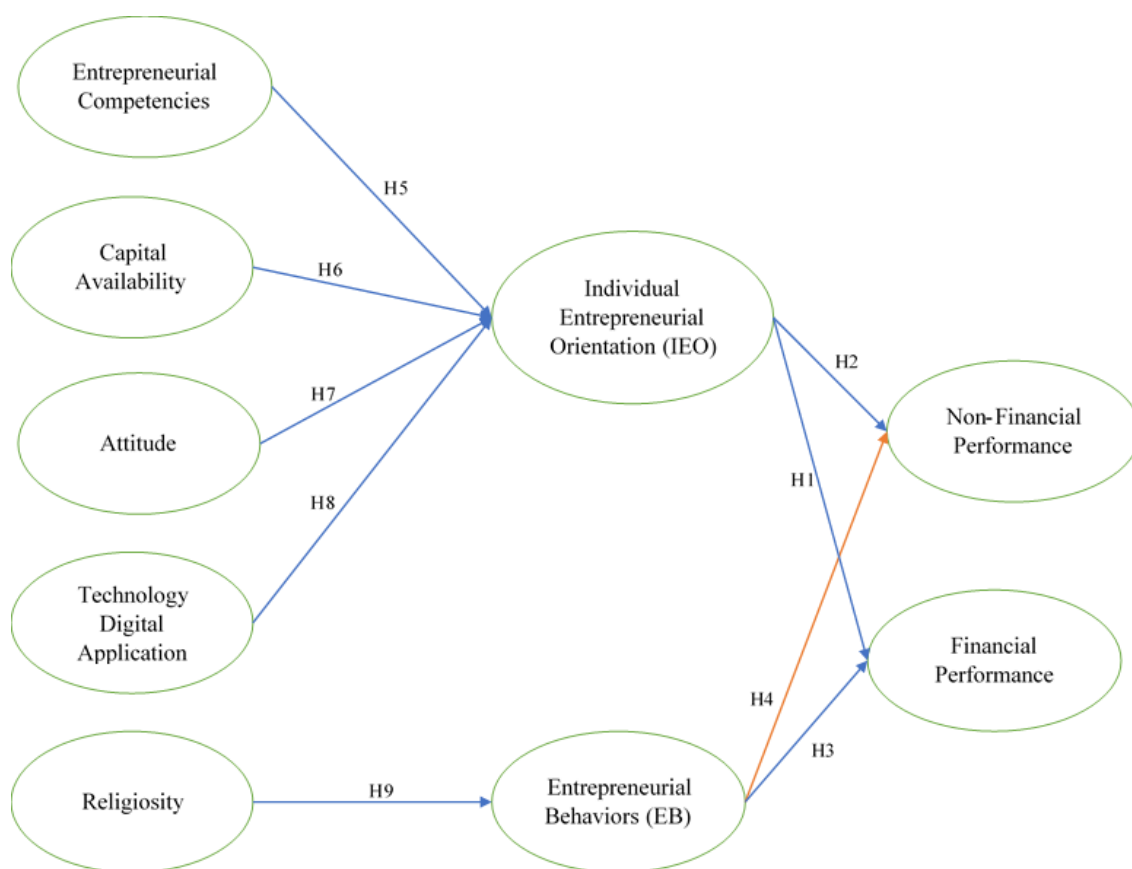 Entrepreneurial
Competencies
H5
Capital
Availability
H6
Individual
Entrepreneurial
Orientation (IEO)
H2
H7
Attitude
Non-Financial
Performance
H1
H8
Technology
Digital
Application
Financial
Performance
H4
H3
Religiosity
H9
Entrepreneurial
Behaviors (EB)